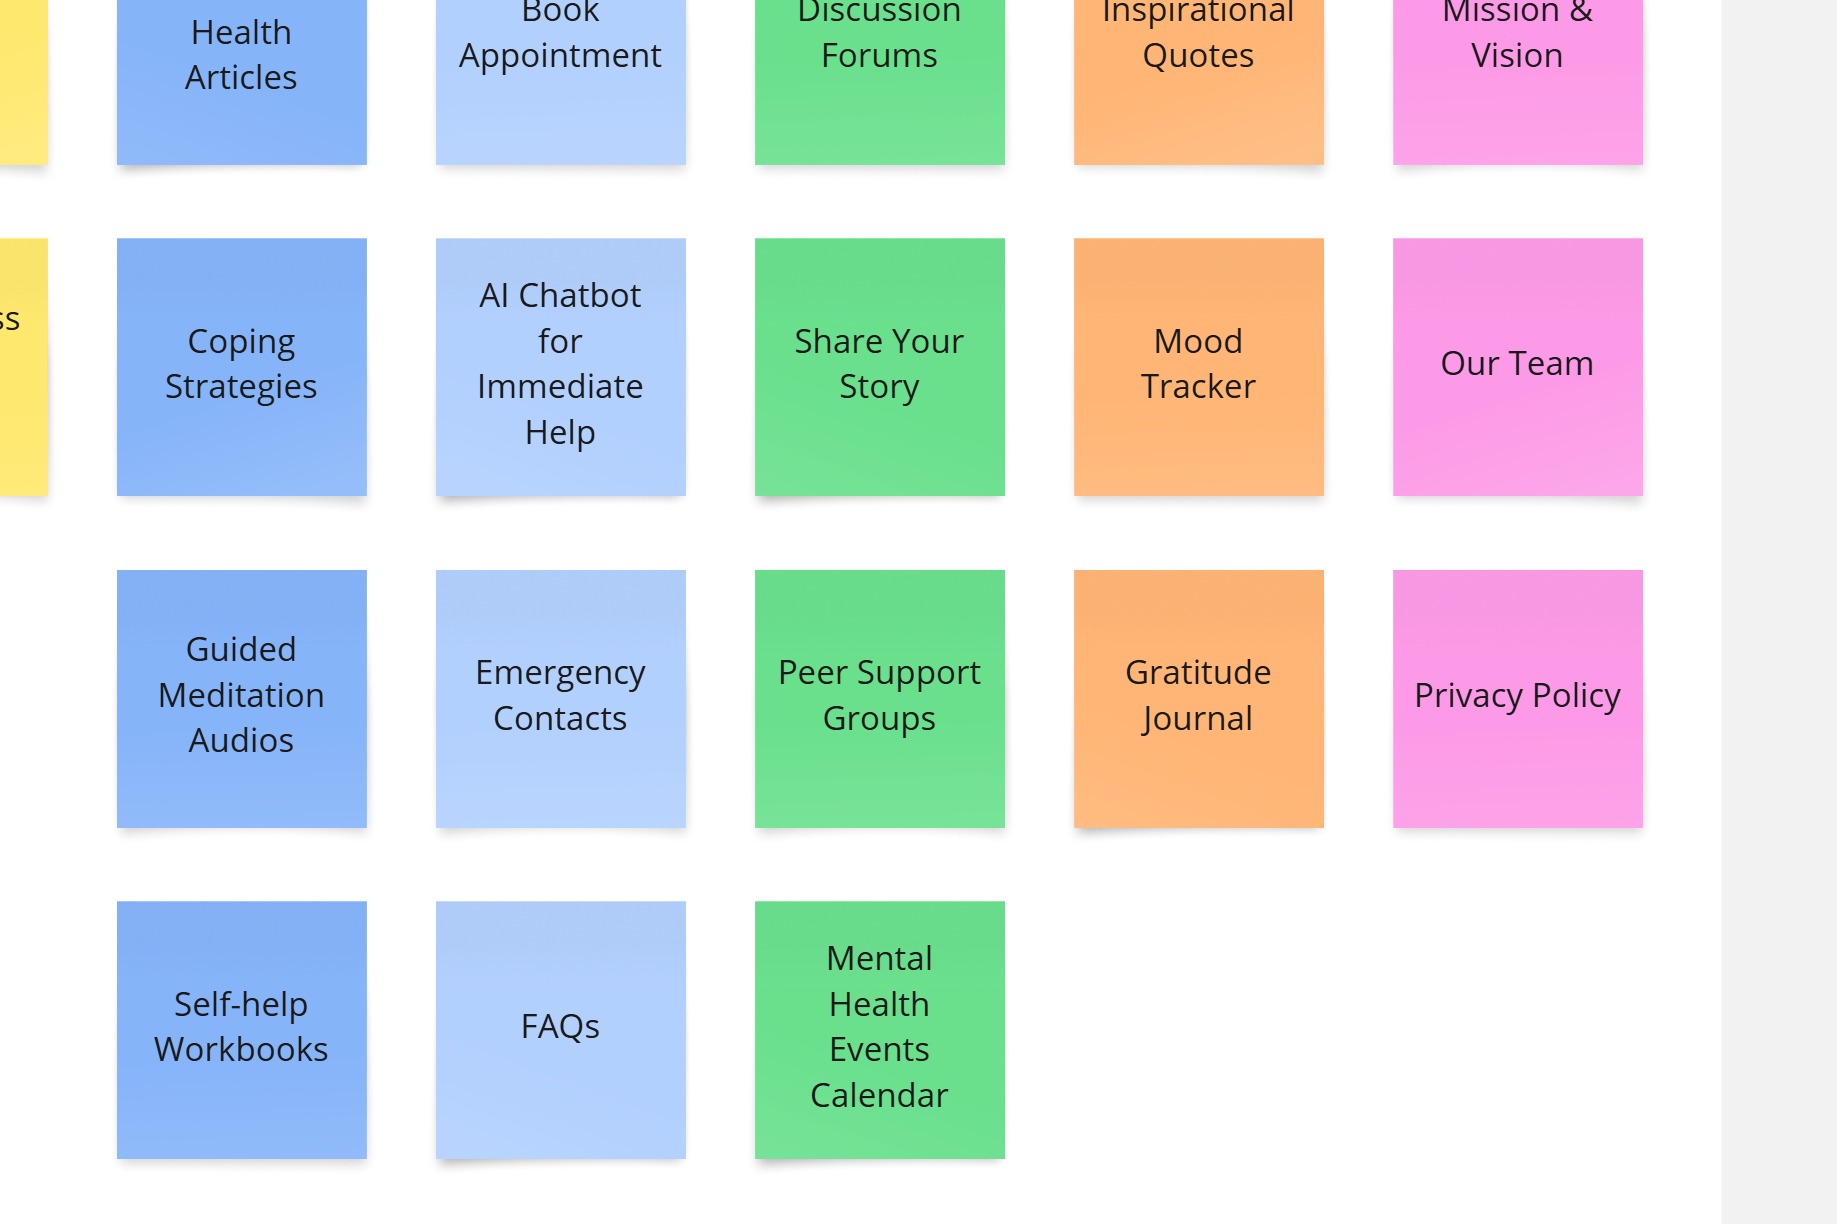 Health
Articles
Book
Appointment
Discussion
Forums
Inspirational
Quotes
Mission &
Vision
ss
Coping
Strategies
AI Chatbot
for
Immediate
Help
Share Your
Story
Mood
Tracker
Our Team
Guided
Meditation
Audios
Emergency
Contacts
Peer Support
Groups
Gratitude
Journal
Privacy Policy
Self-help
Workbooks
FAQs
Mental
Health
Events
Calendar